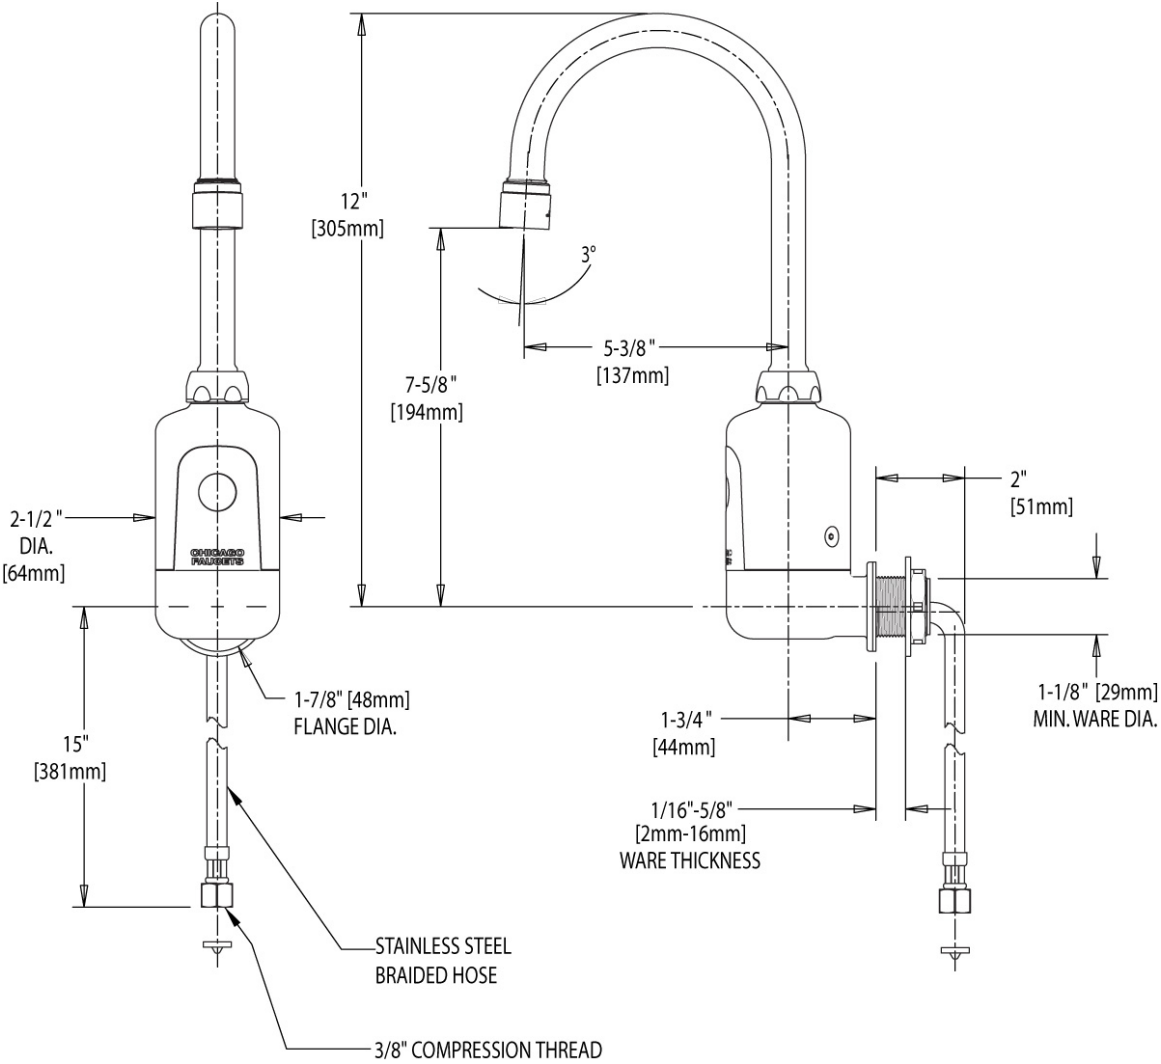 12"
[305mm]
3°
5-3/8"
[137mm]
7-5/8"
[194mm]
2"
[51mm]
2-1/2"
DIA.
[64mm]
CHICAGO
FAUCETS
1-7/8" [48mm]
FLANGE DIA.
1-1/8" [29mm]
MIN. WARE DIA.
1-3/4"
[44mm]
15"
[381mm]
1/16"-5/8"
[2mm-16mm]
WARE THICKNESS
STAINLESS STEEL
BRAIDED HOSE
3/8" COMPRESSION THREAD